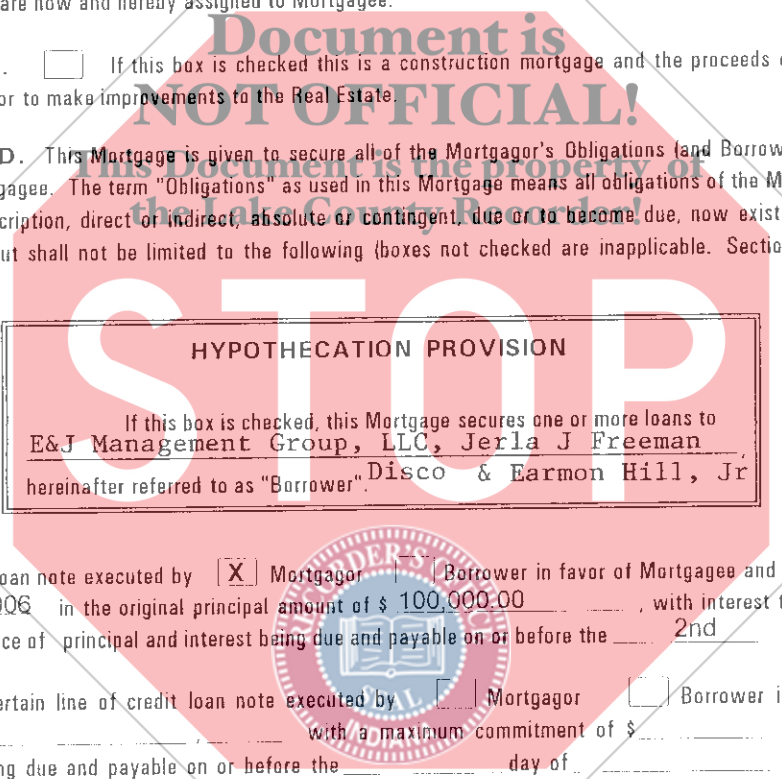 are now and hereby assigned to Mortgagee.
Document is
. If this box is checked this is a construction mortgage and the proceeds
or to make improvements to the Real Estate.
NOT OFFICIAL!
D. This Mortgage is given to secure all of the Mortgagor's Obligations (and Borrow
This Document is the property of
gagee. The term "Obligations" as used in this Mortgage means all obligations of the M
cription, direct or indirect, absolute or contingent, due or to become due, now exist
the Lake County Recorder!
ut shall not be limited to the following (boxes not checked are inapplicable. Sectio
STOP
HYPOTHECATION PROVISION
If this box is checked, this Mortgage secures one or more loans to
E&J Management Group, LLC, Jerla J Freeman ,
hereinafter referred to as "Borrower". Disco & Earmon Hill, Jr
oan note executed by X Mortgagor Borrower in favor of Mortgagee and
006 in the original principal amount of $ 100,000.00 , with interest t
ce of principal and interest being due and payable on or before the 2nd
ertain line of credit loan note executed by Mortgagor Borrower i
, with a maximum commitment of $
ng due and payable on or before the day of
RECORDER'S OFFICE
SEAL
INDIANA